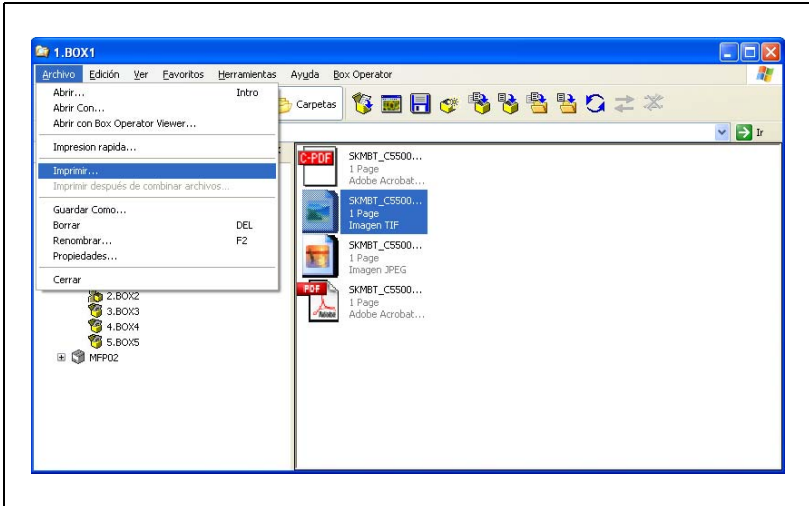 1.BOX1
Archivo Edición Ver Favoritos Herramientas Ayuda Box Operator
Abrir... Intro
Abrir Con...
Abrir con Box Operator Viewer...
Impresion rapida...
Imprimir...
Imprimir después de combinar archivos...
Guardar Como...
Borrar DEL
Renombrar... F2
Propiedades...
Cerrar
Carpetas
Ir
2.BOX2
3.BOX3
4.BOX4
5.BOX5
MFP02
C-PDF
SKMBT_C5500...
1 Page
Adobe Acrobat...
SKMBT_C5500...
1 Page
Imagen TIF
SKMBT_C5500...
1 Page
Imagen JPEG
PDF
Adobe
SKMBT_C5500...
1 Page
Adobe Acrobat...